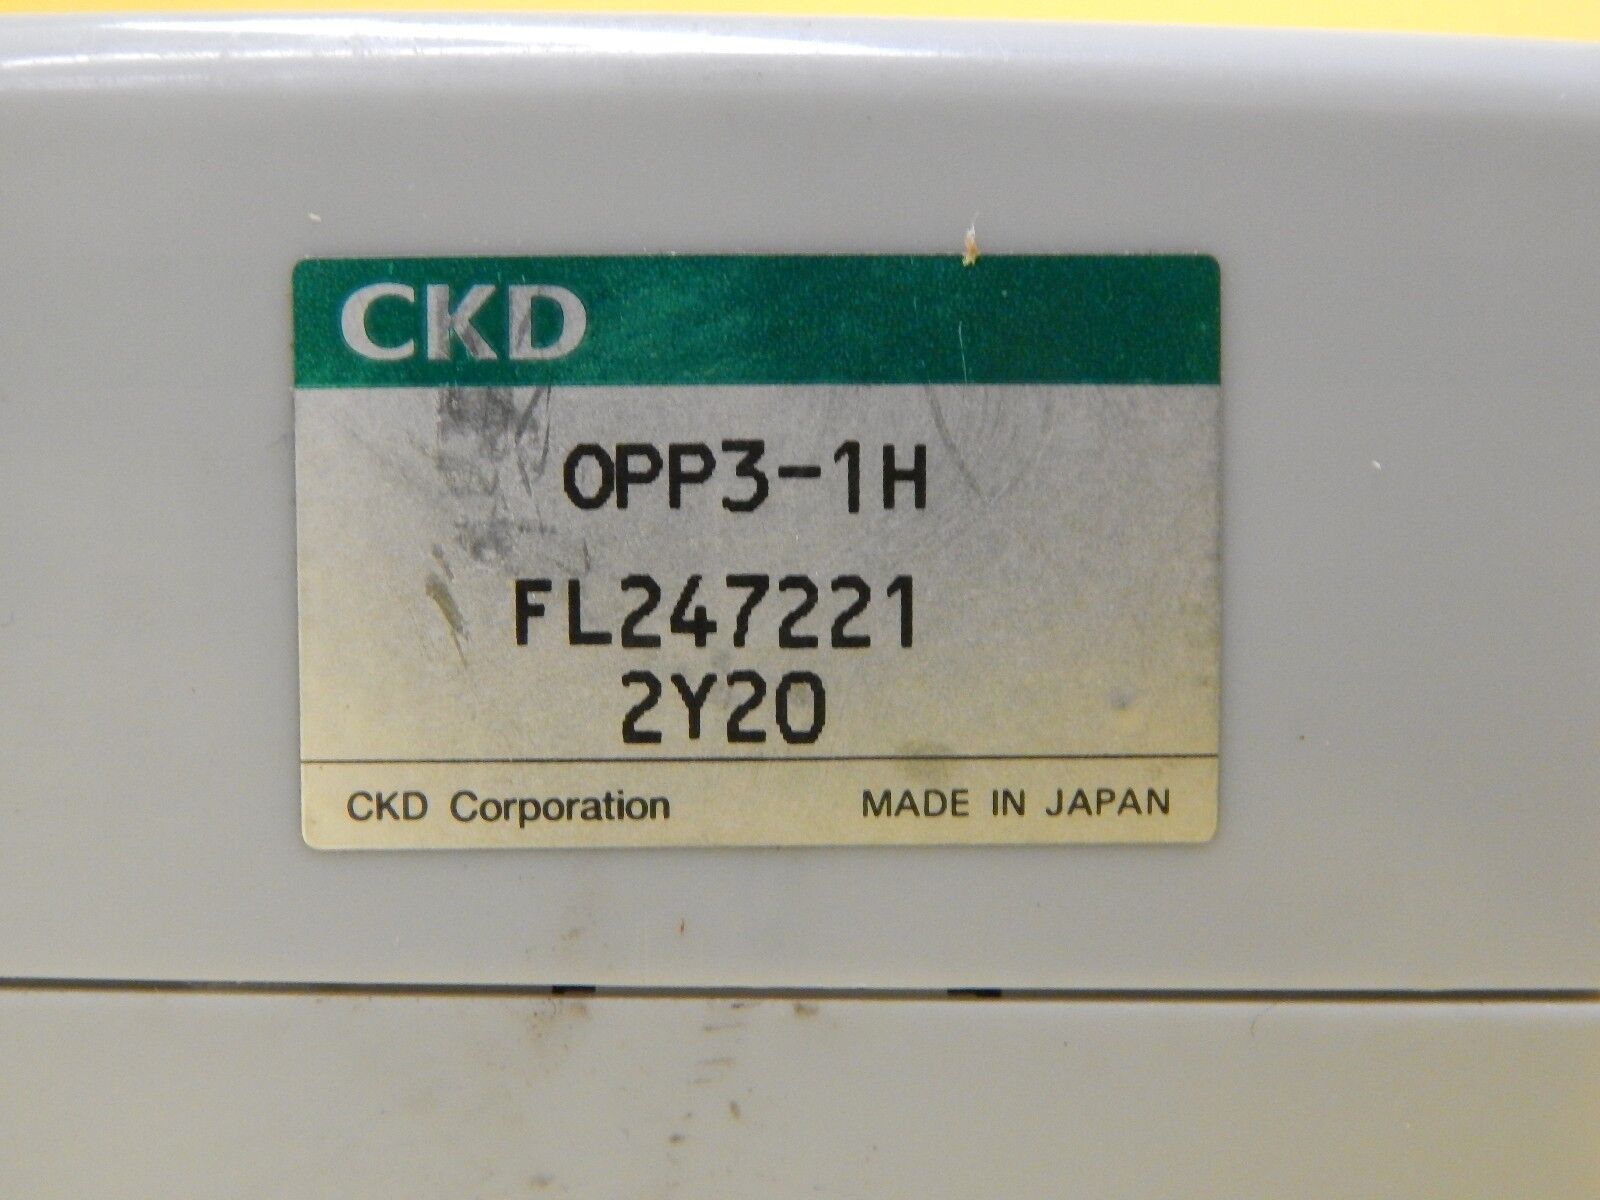 CKD
OPP3-1H
FL247221
2Y20
CKD Corporation MADE IN JAPAN